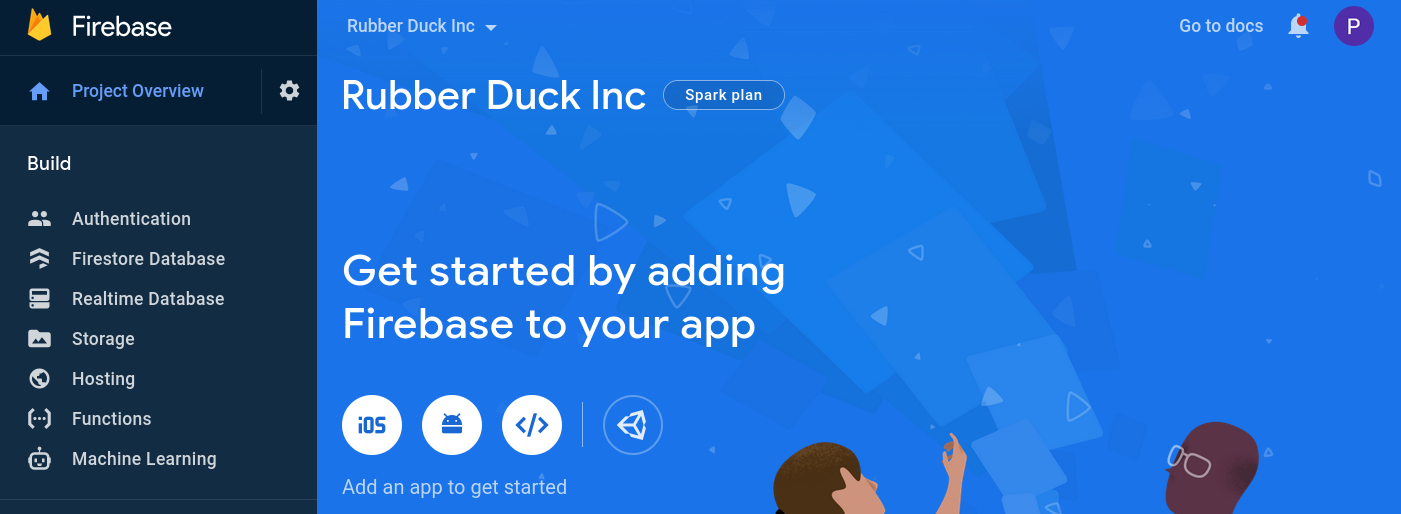 Firebase
Project Overview
Build
Authentication
Firestore Database
Realtime Database
Storage
Hosting
Functions
Machine Learning
Rubber Duck Inc
Go to docs
P
Rubber Duck Inc
Spark plan
Get started by adding
Firebase to your app
iOS
</>
Add an app to get started